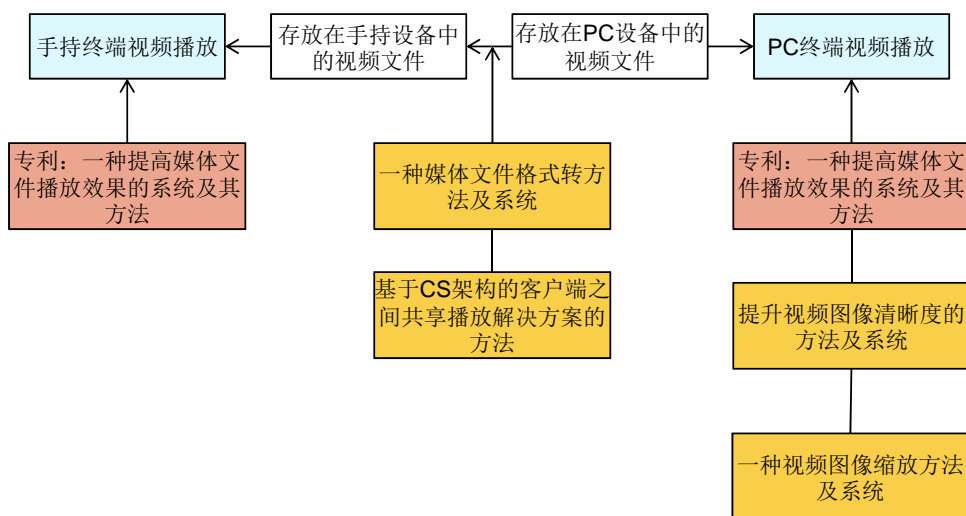 手持终端视频播放
存放在手持设备中
的视频文件
存放在PC设备中的
视频文件
PC终端视频播放
专利：一种提高媒体文
件播放效果的系统及其
方法
一种媒体文件格式转方
法及系统
专利：一种提高媒体文
件播放效果的系统及其
方法
基于CS架构的客户端之
间共享播放解决方案的
方法
提升视频图像清晰度的
方法及系统
一种视频图像缩放方法
及系统